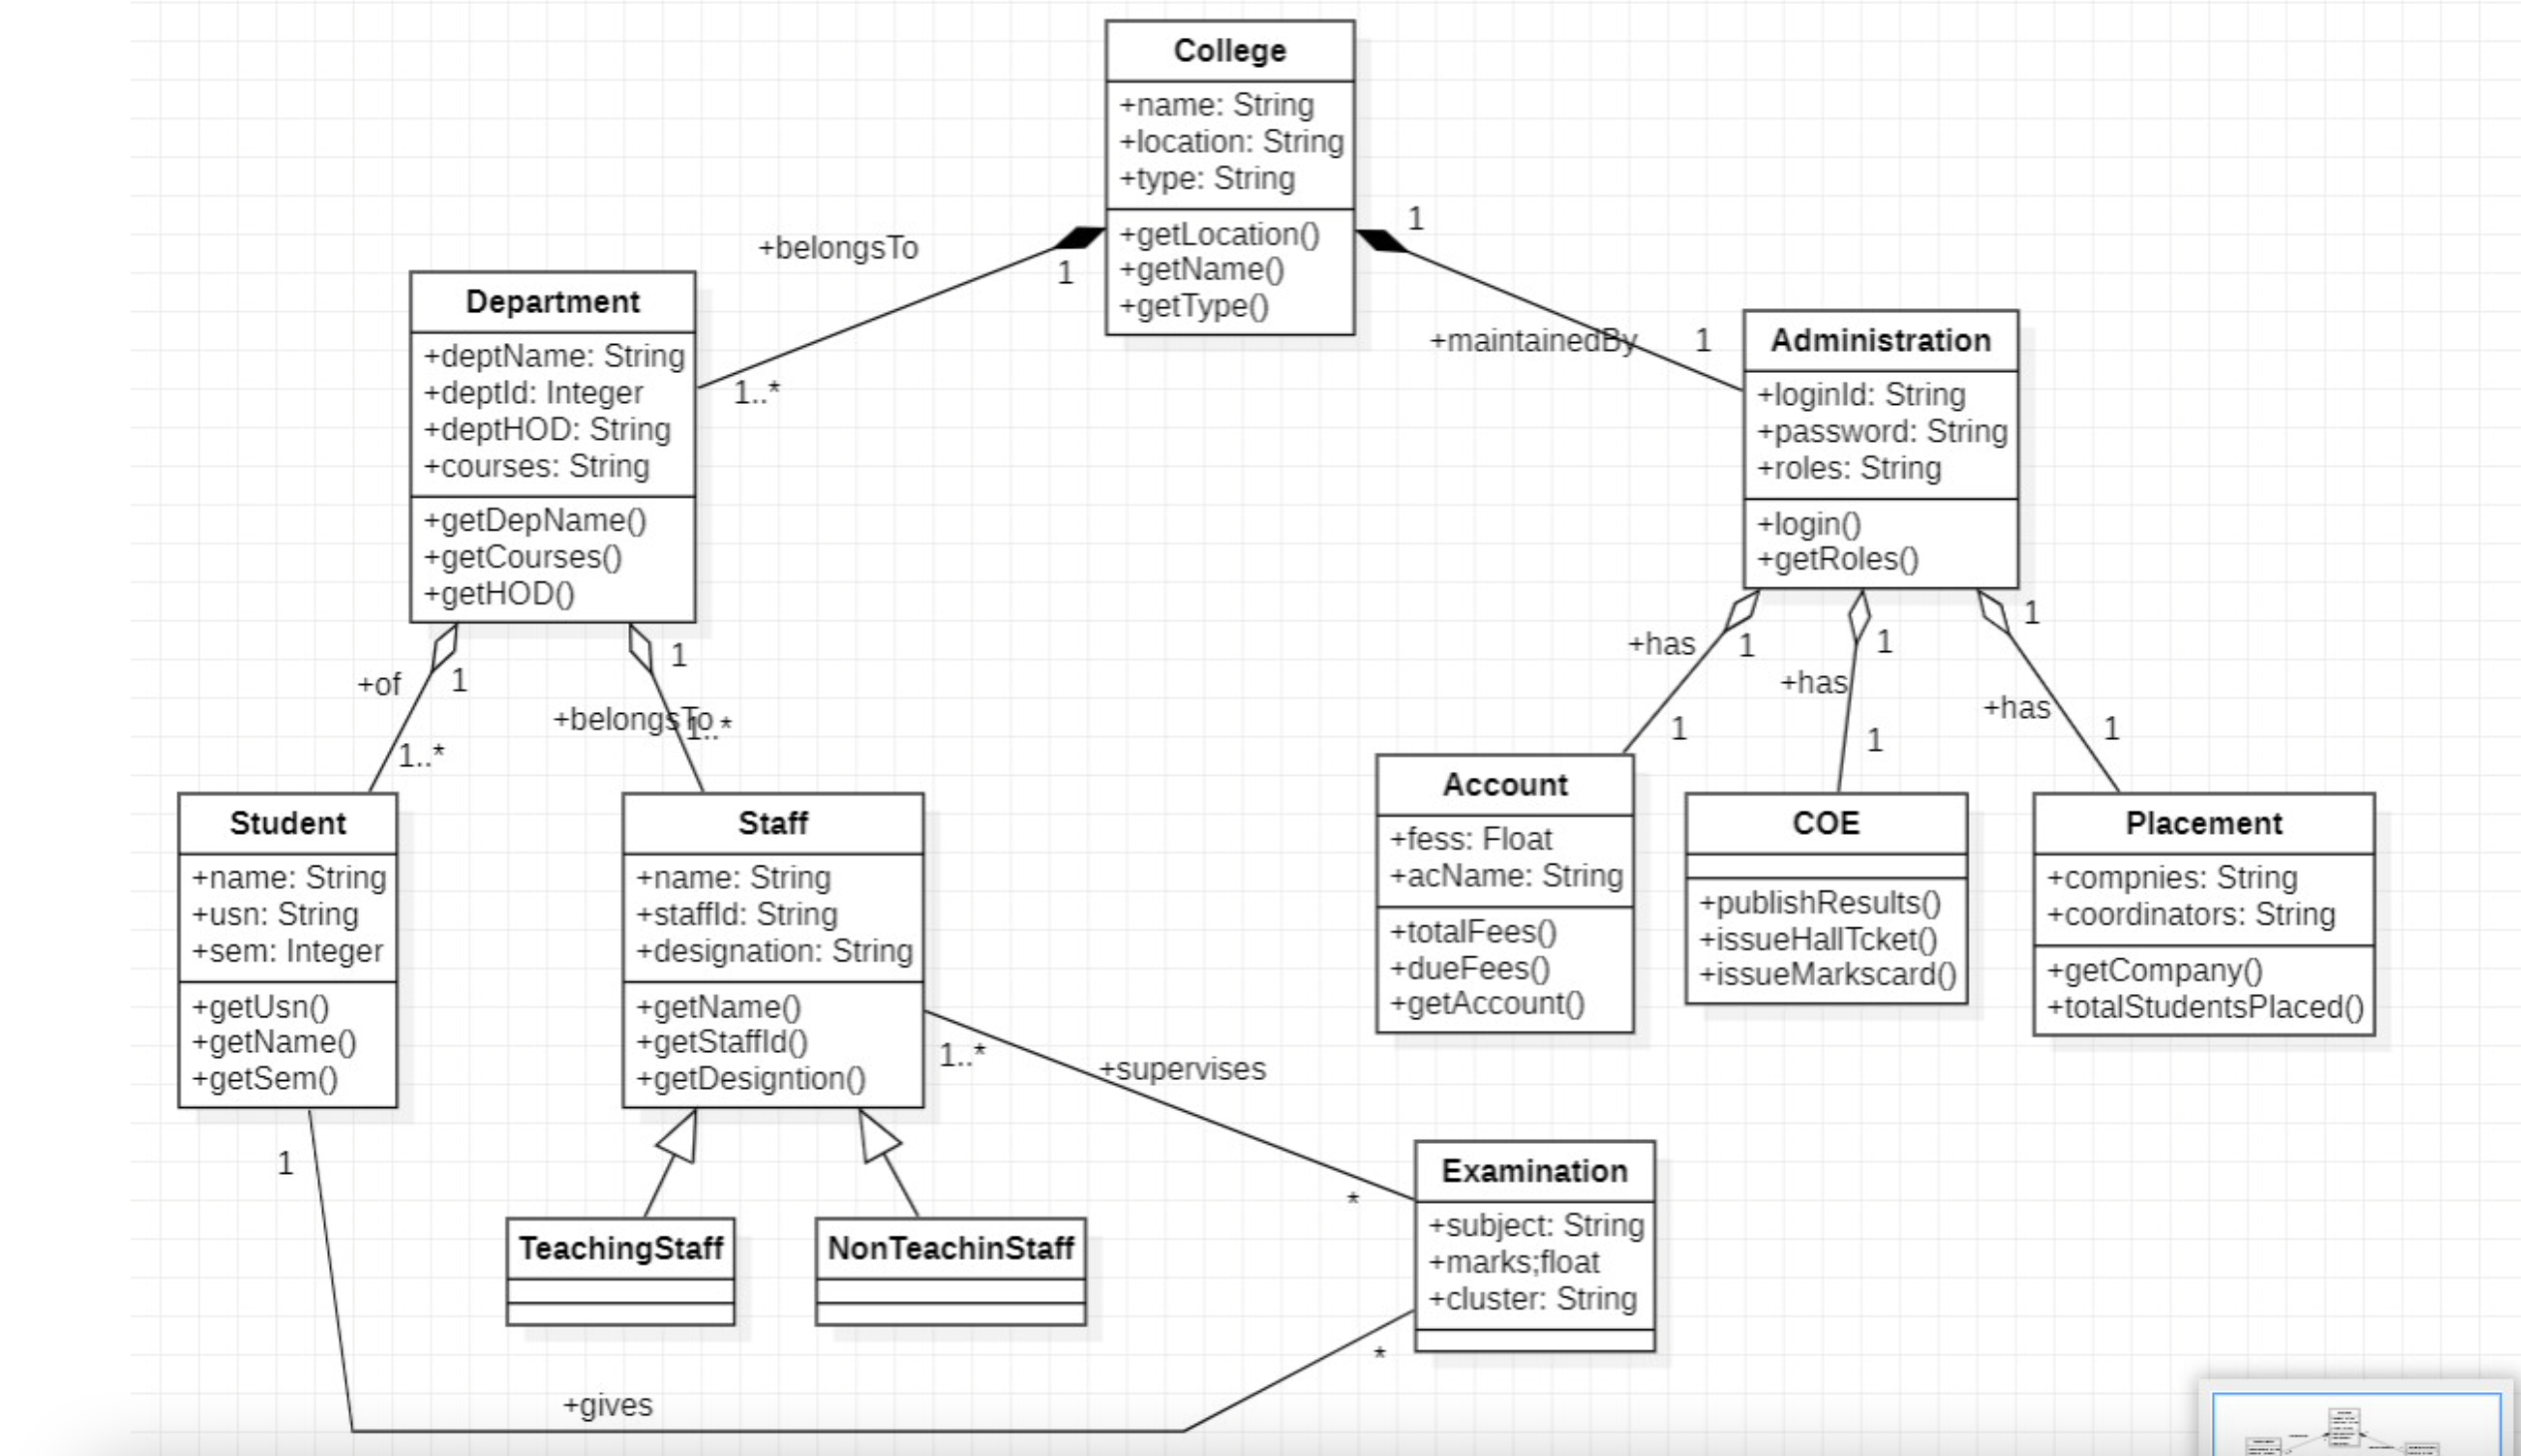 College
+name: String
+location: String
+type: String
+getLocation()
+getName()
+getType()
1
1
+belongsTo
1..*
+maintainedBy
1
Department
+deptName: String
+deptId: Integer
+deptHOD: String
+courses: String
+getDepName()
+getCourses()
+getHOD()
Administration
+loginId: String
+password: String
+roles: String
+login()
+getRoles()
+of
1
1..*
1
+belongsTo
1..*
+has
1
1
+has
1
1
+has
1
1
Student
+name: String
+usn: String
+sem: Integer
+getUsn()
+getName()
+getSem()
Staff
+name: String
+staffId: String
+designation: String
+getName()
+getStaffId()
+getDesigntion()
Account
+fess: Float
+acName: String
+totalFees()
+dueFees()
+getAccount()
COE
+publishResults()
+issueHallTcket()
+issueMarkscard()
Placement
+compnies: String
+coordinators: String
+getCompany()
+totalStudentsPlaced()
1..*
+supervises
*
1
TeachingStaff
NonTeachinStaff
Examination
+subject: String
+marks;float
+cluster: String
*
+gives